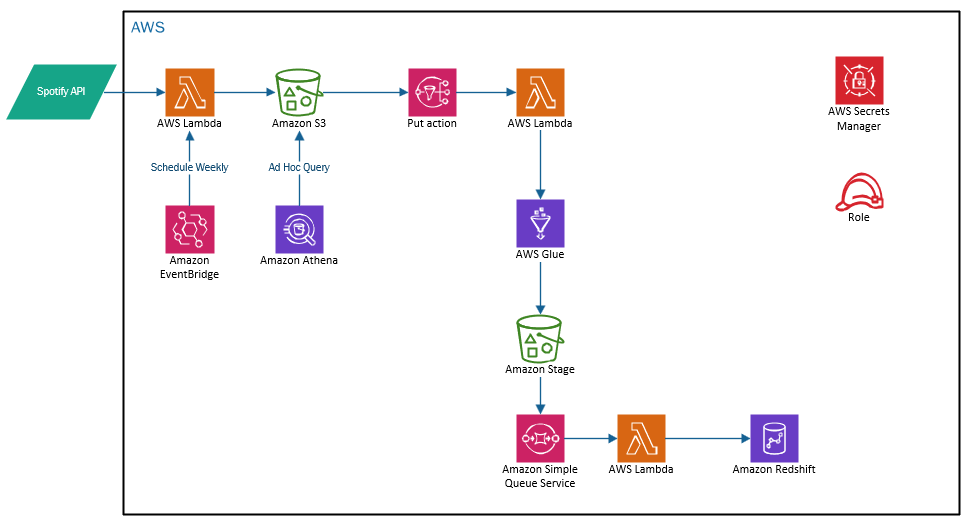 AWS
Spotify API
AWS Lambda
Amazon S3
Put action
AWS Lambda
AWS Secrets
Manager
Schedule Weekly
Ad Hoc Query
Role
Amazon
EventBridge
Amazon Athena
AWS Glue
Amazon Stage
Amazon Simple
Queue Service
AWS Lambda
Amazon Redshift